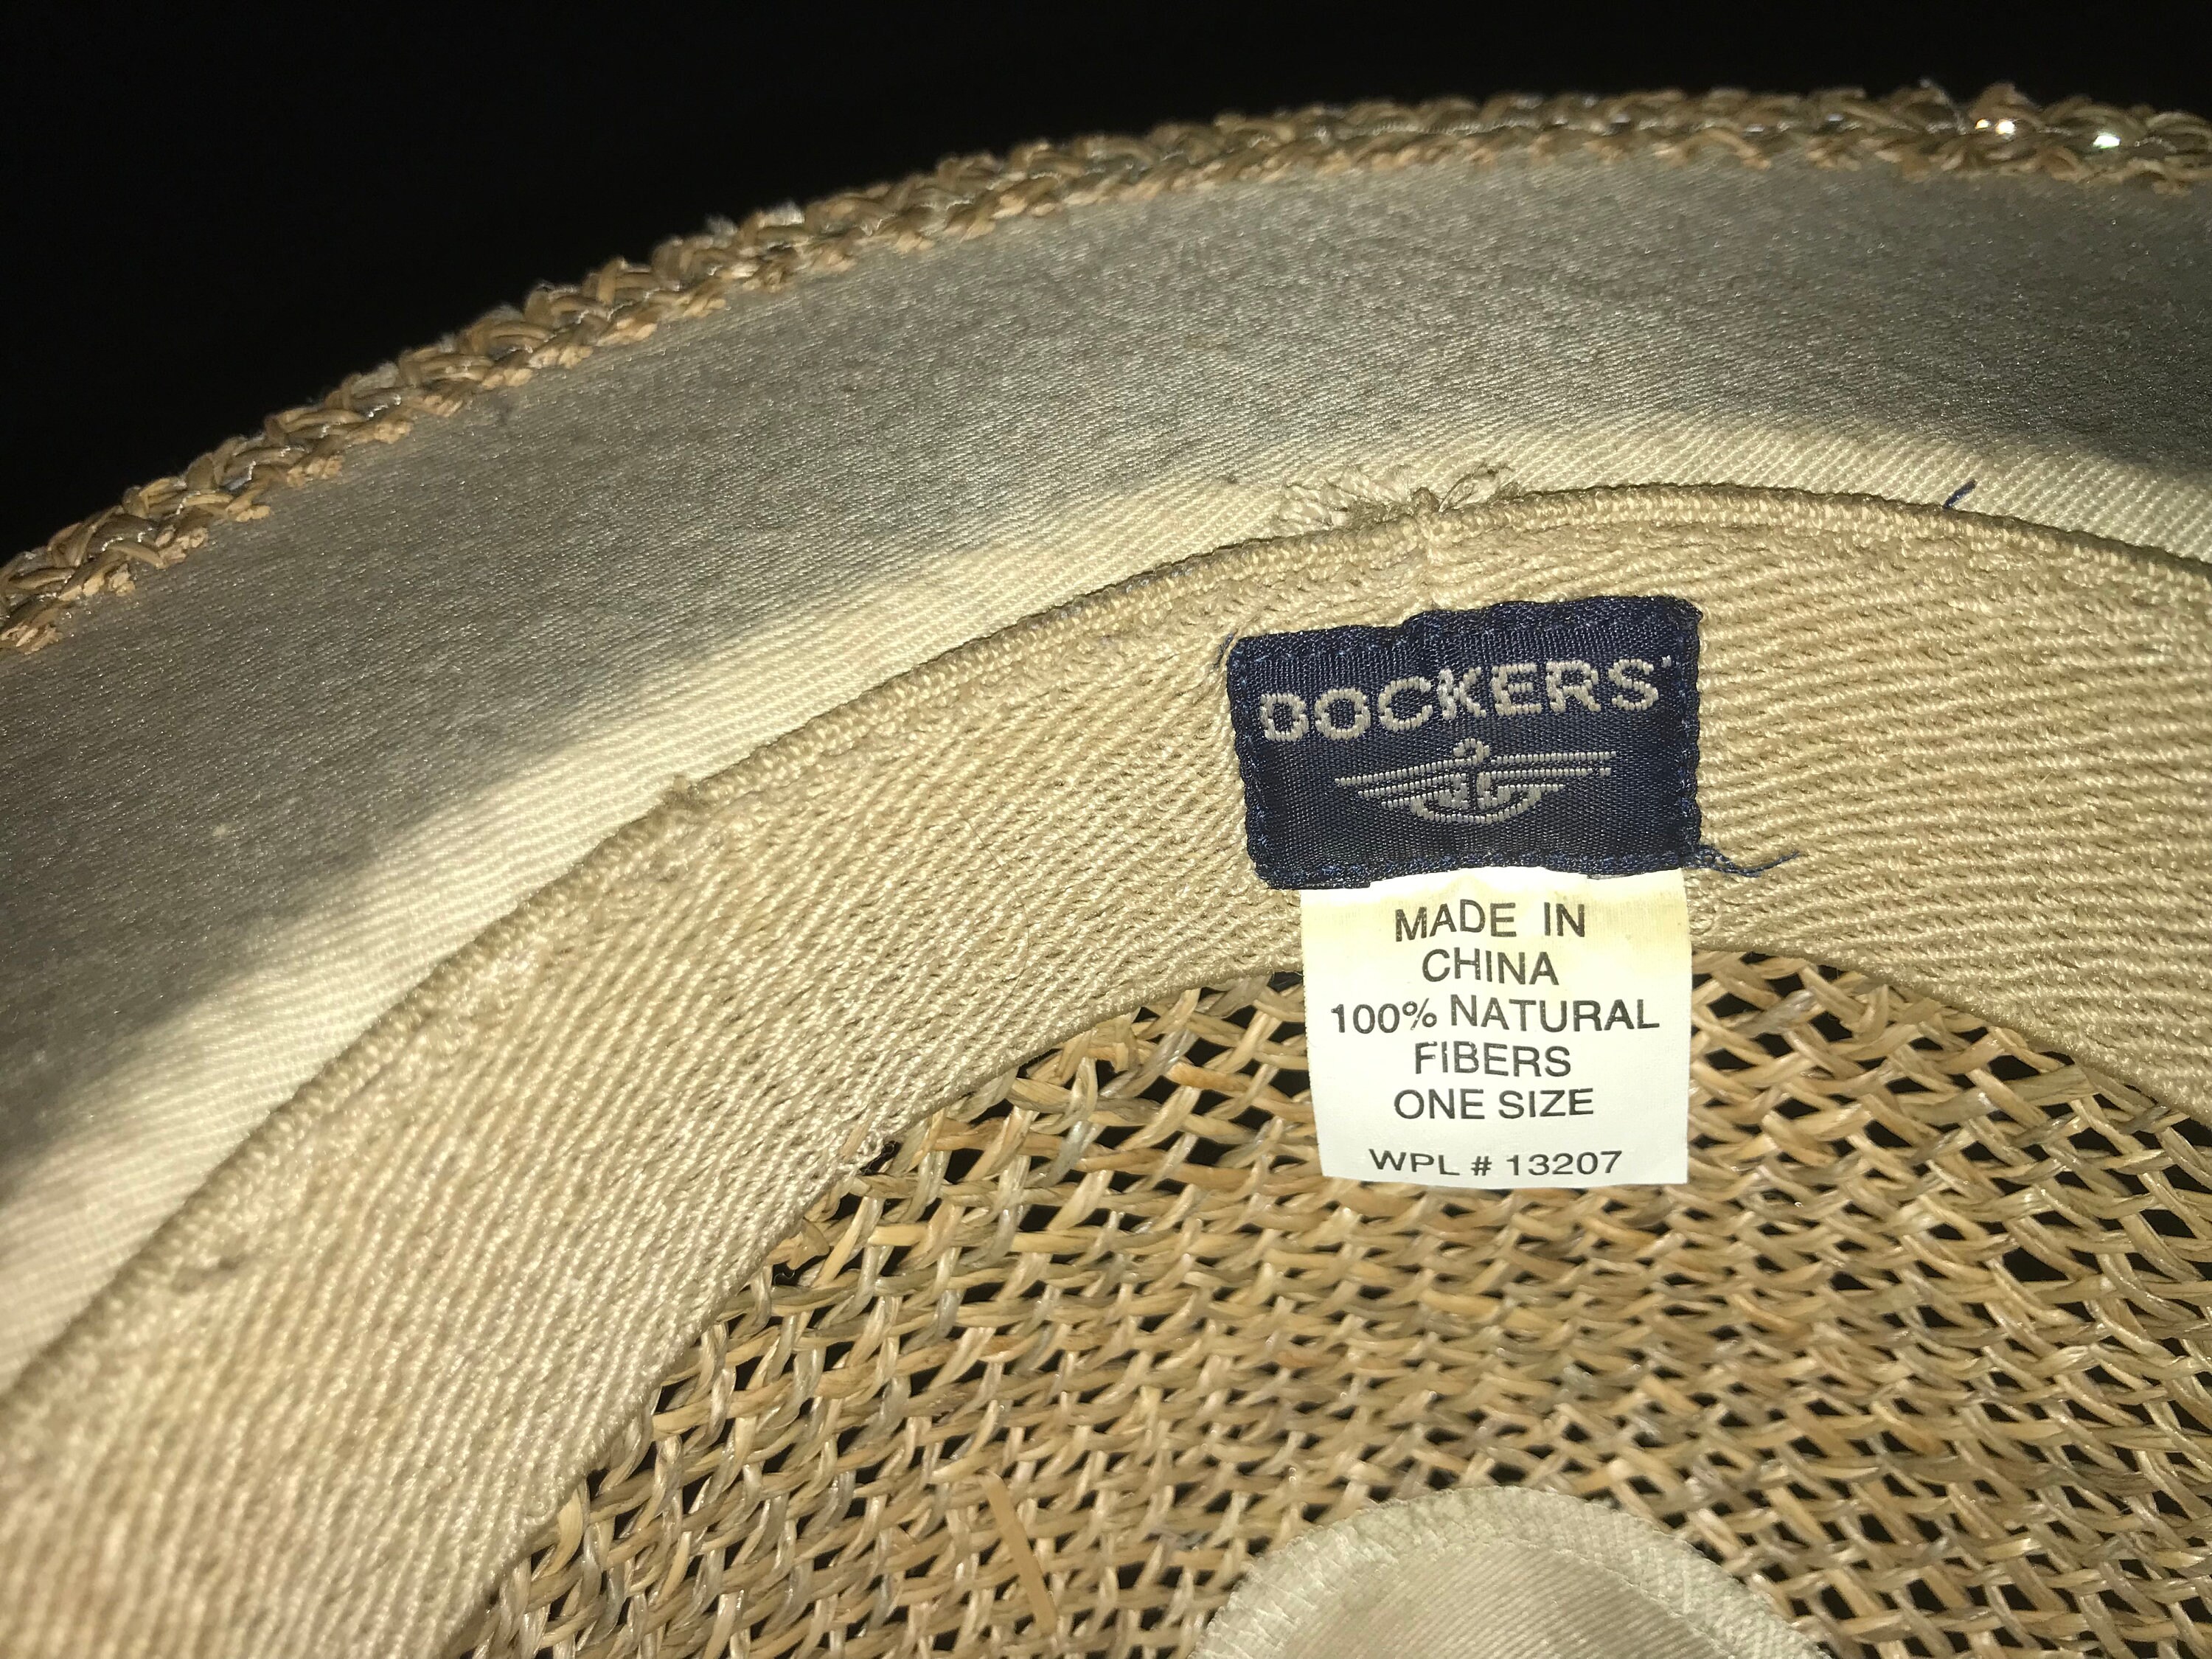 DOCKERS
MADE IN
CHINA
100% NATURAL
FIBERS
ONE SIZE
WPL # 13207